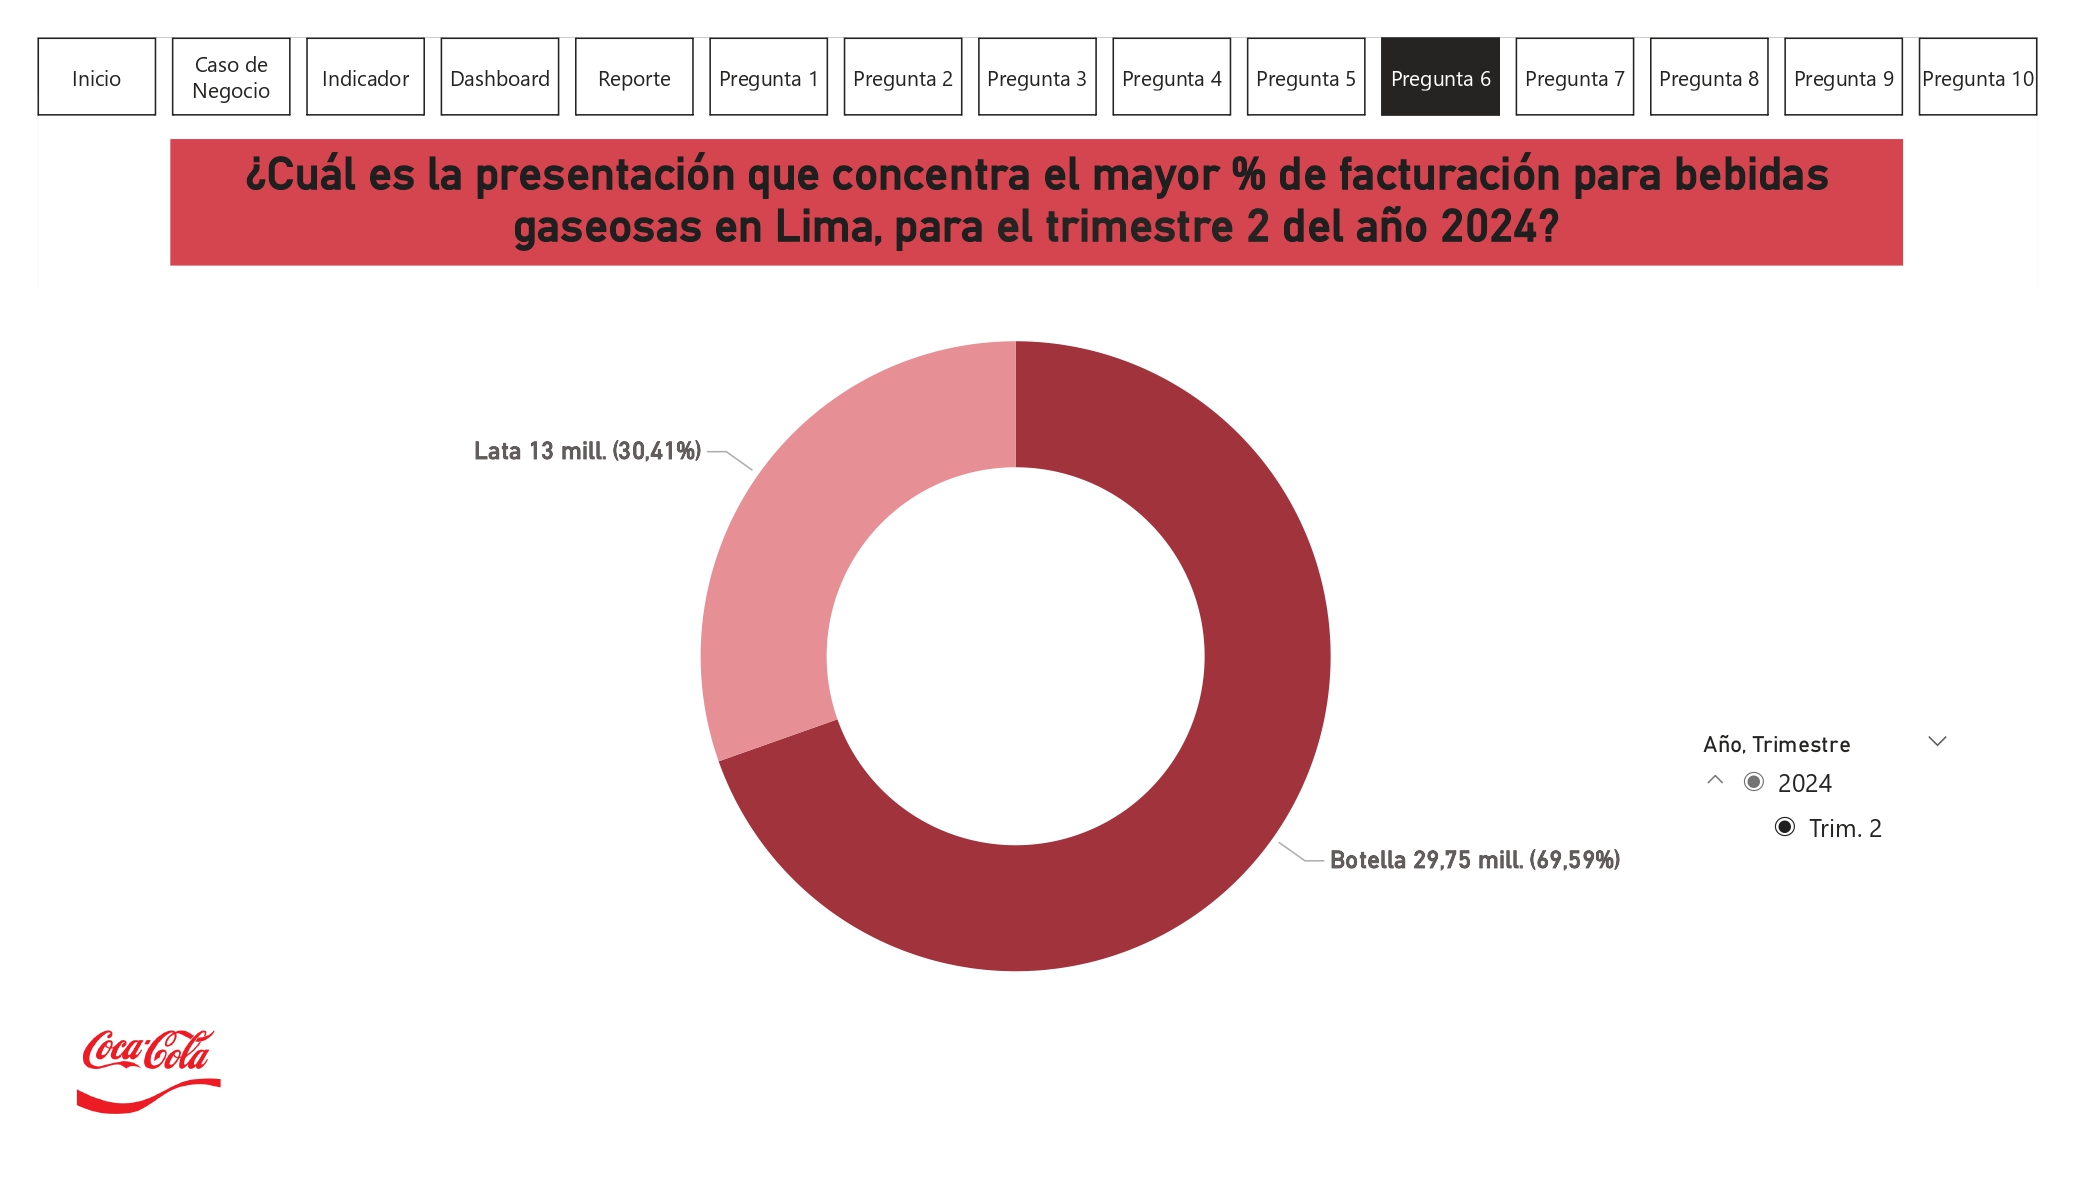 Inicio
Caso de
Negocio
Indicador
Dashboard
Reporte
Pregunta 1
Pregunta 2
Pregunta 3
Pregunta 4
Pregunta 5
Pregunta 6
Pregunta 7
Pregunta 8
Pregunta 9
Pregunta 10
¿Cuál es la presentación que concentra el mayor % de facturación para bebidas
gaseosas en Lima, para el trimestre 2 del año 2024?
Lata 13 mill. (30,41%)
Botella 29,75 mill. (69,59%)
Año, Trimestre
2024
Trim. 2
Coca-Cola